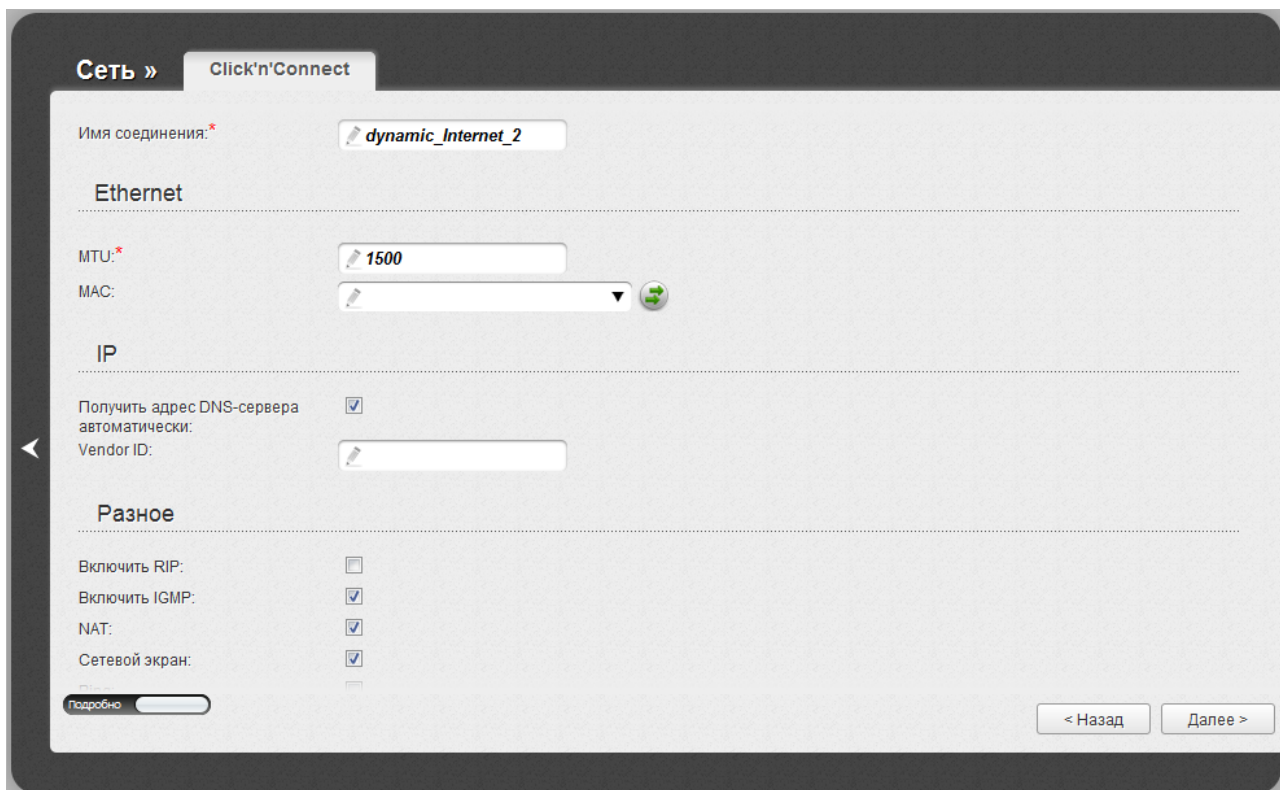 Сеть »
Click'n'Connect
Имя соединения:*
dynamic_Internet_2
Ethernet
MTU:*
1500
MAC:
IP
Получить адрес DNS-сервера
автоматически:
Vendor ID:
Разное
Включить RIP:
Включить IGMP:
NAT:
Сетевой экран:
Ping:
Подробно
< Назад
Далее >